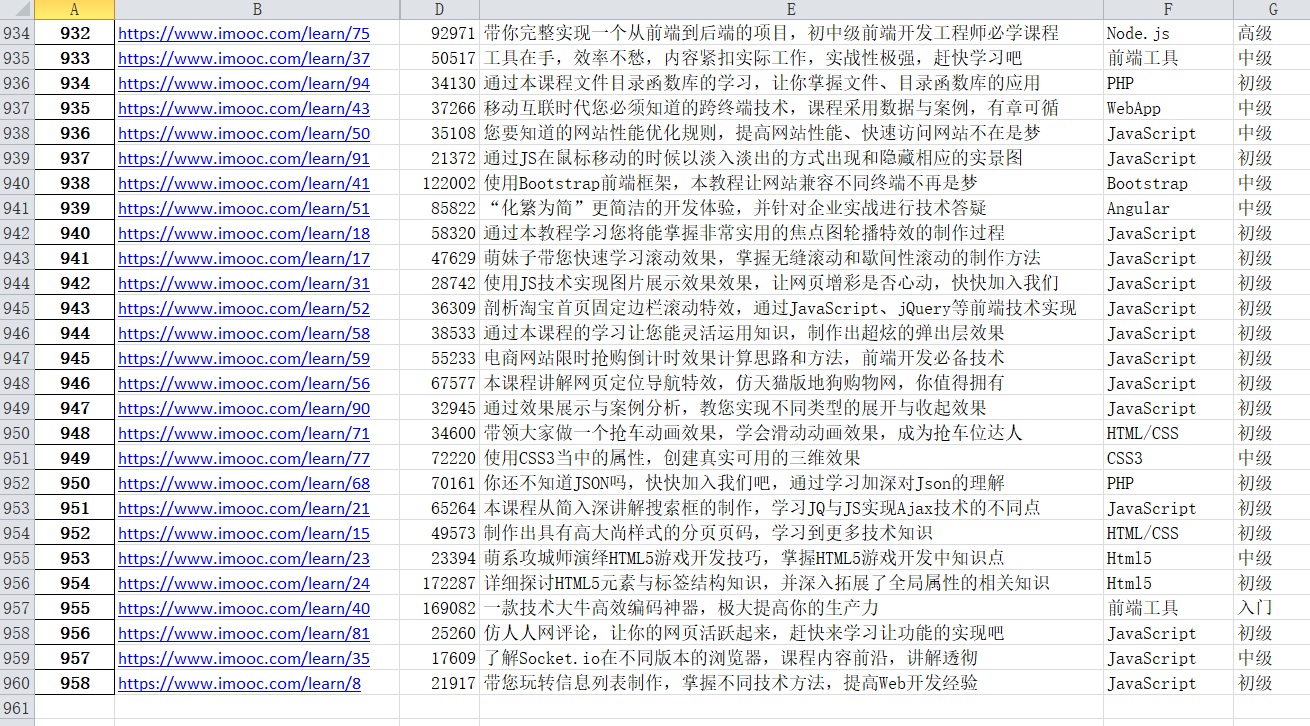 A B D E F G
934 932 https://www.imooc.com/learn/75 92971 带你完整实现一个从前端到后端的项目，初中级前端开发工程师必学课程 Node.js 高级
935 933 https://www.imooc.com/learn/37 50517 工具在手，效率不愁，内容紧扣实际工作，实战性极强，赶快学习吧 前端工具 中级
936 934 https://www.imooc.com/learn/94 34130 通过本课程文件目录函数库的学习，让你掌握文件、目录函数库的应用 PHP 初级
937 935 https://www.imooc.com/learn/43 37266 移动互联时代您必须知道的跨终端技术，课程采用数据与案例，有章可循 WebApp 中级
938 936 https://www.imooc.com/learn/50 35108 您要知道的网站性能优化规则，提高网站性能、快速访问网站不在是梦 JavaScript 中级
939 937 https://www.imooc.com/learn/91 21372 通过JS在鼠标移动的时候以淡入淡出的方式出现和隐藏相应的实景图 JavaScript 初级
940 938 https://www.imooc.com/learn/41 122002 使用Bootstrap前端框架，本教程让网站兼容不同终端不再是梦 Bootstrap 中级
941 939 https://www.imooc.com/learn/51 85822 “化繁为简”更简洁的开发体验，并针对企业实战进行技术答疑 Angular 中级
942 940 https://www.imooc.com/learn/18 58320 通过本教程学习您将能掌握非常实用的焦点图轮播特效的制作过程 JavaScript 初级
943 941 https://www.imooc.com/learn/17 47629 萌妹子带您快速学习滚动效果，掌握无缝滚动和歇间性滚动的制作方法 JavaScript 初级
944 942 https://www.imooc.com/learn/31 28742 使用JS技术实现图片展示效果效果，让网页增彩是否心动，快快加入我们 JavaScript 初级
945 943 https://www.imooc.com/learn/52 36309 剖析淘宝首页固定边栏滚动特效，通过JavaScript、jQuery等前端技术实现 JavaScript 初级
946 944 https://www.imooc.com/learn/58 38533 通过本课程的学习让您能灵活运用知识，制作出超炫的弹出层效果 JavaScript 初级
947 945 https://www.imooc.com/learn/59 55233 电商网站限时抢购倒计时效果计算思路和方法，前端开发必备技术 JavaScript 初级
948 946 https://www.imooc.com/learn/56 67577 本课程讲解网页定位导航特效，仿天猫版地狗购物网，你值得拥有 JavaScript 初级
949 947 https://www.imooc.com/learn/90 32945 通过效果展示与案例分析，教您实现不同类型的展开与收起效果 JavaScript 初级
950 948 https://www.imooc.com/learn/71 34600 带领大家做一个抢车动画效果，学会滑动动画效果，成为抢车位达人 HTML/CSS 初级
951 949 https://www.imooc.com/learn/77 72220 使用CSS3当中的属性，创建真实可用的三维效果 CSS3 中级
952 950 https://www.imooc.com/learn/68 70161 你还不知道JSON吗，快快加入我们吧，通过学习加深对Json的理解 PHP 初级
953 951 https://www.imooc.com/learn/21 65264 本课程从简入深讲解搜索框的制作，学习JQ与JS实现Ajax技术的不同点 JavaScript 初级
954 952 https://www.imooc.com/learn/15 49573 制作出具有高大尚样式的分页页码，学习到更多技术知识 HTML/CSS 初级
955 953 https://www.imooc.com/learn/23 23394 萌系攻城师演绎HTML5游戏开发技巧，掌握HTML5游戏开发中知识点 Html5 中级
956 954 https://www.imooc.com/learn/24 172287 详细探讨HTML5元素与标签结构知识，并深入拓展了全局属性的相关知识 Html5 初级
957 955 https://www.imooc.com/learn/40 169082 一款技术大牛高效编码神器，极大提高你的生产力 前端工具 入门
958 956 https://www.imooc.com/learn/81 25260 仿人人网评论，让你的网页活跃起来，赶快来学习让功能的实现吧 JavaScript 初级
959 957 https://www.imooc.com/learn/35 17609 了解Socket.io在不同版本的浏览器，课程内容前沿，讲解透彻 JavaScript 中级
960 958 https://www.imooc.com/learn/8 21917 带您玩转信息列表制作，掌握不同技术方法，提高Web开发经验 JavaScript 初级
961